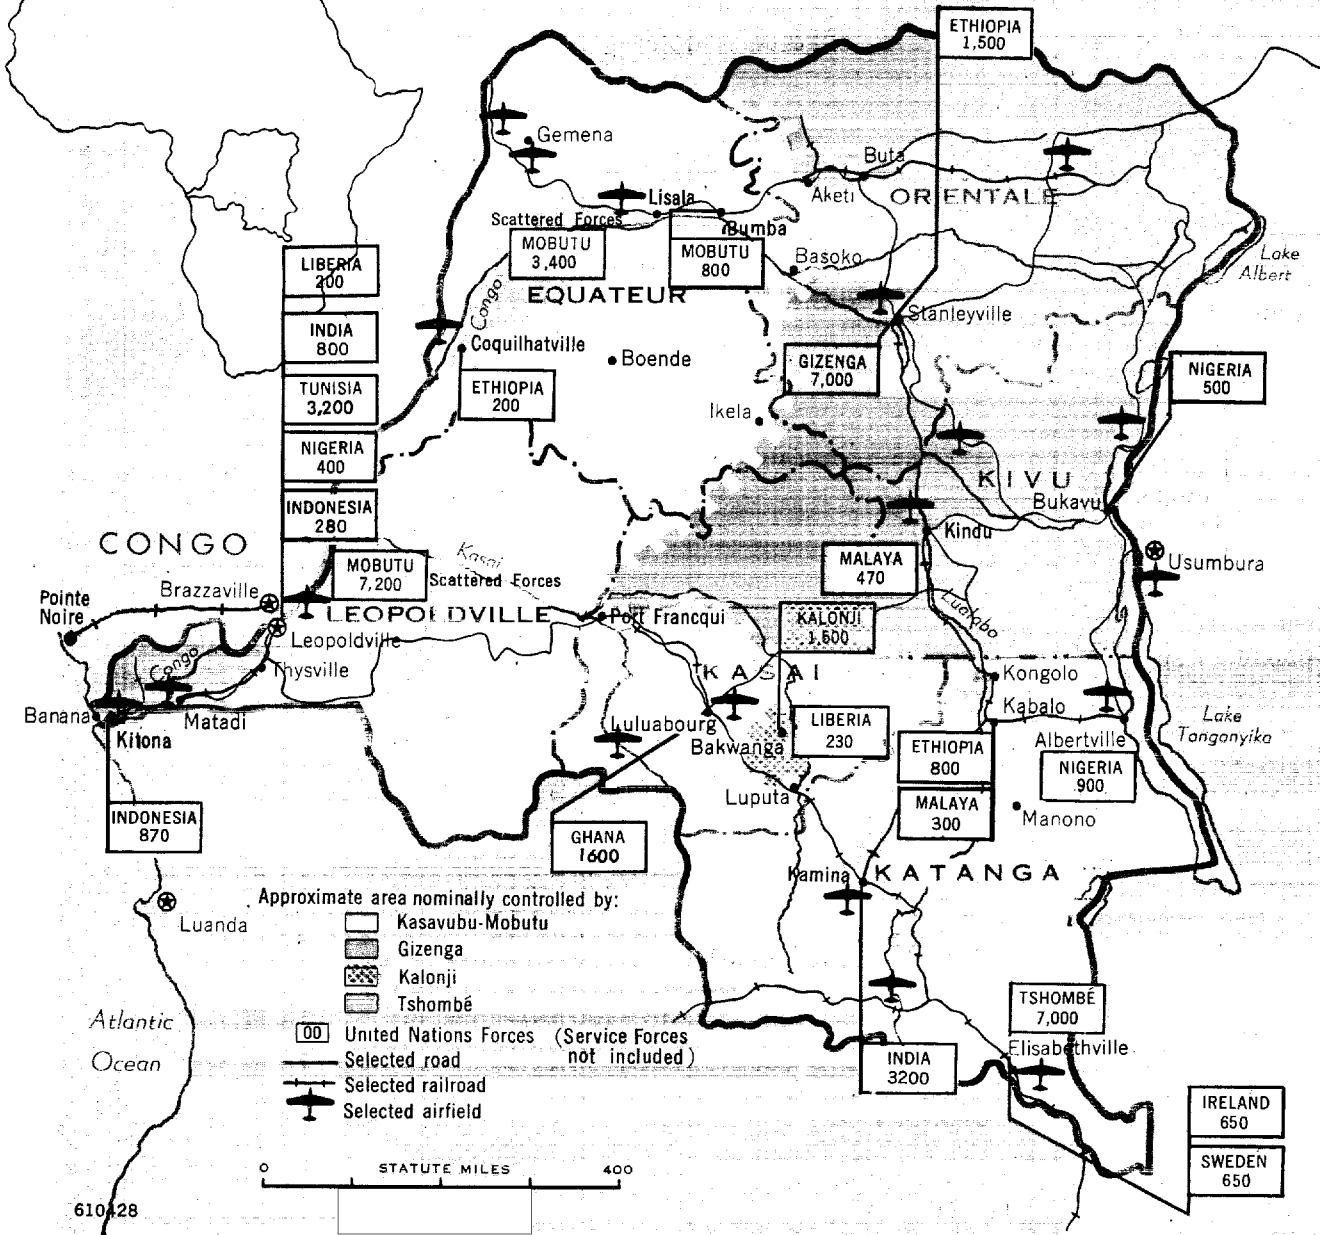 ETHIOPIA
1,500
Gemena
Lisala
Scattered Forces
MOBUTU
3,400
Bumba
MOBUTU
800
Buta
Aketi
ORIENTALE
Basoko
Lake
Albert
LIBERIA
200
INDIA
800
TUNISIA
3,200
NIGERIA
400
INDONESIA
280
EQUATEUR
Congo
Coquilhatville
Boende
ETHIOPIA
200
Stanleyville
GIZENGA
7,000
Ikela
NIGERIA
500
KIVU
Bukavu
Kindu
Usumbura
MALAYA
470
Lualaba
CONGO
Kasai
MOBUTU
7,200
Scattered Forces
Brazzaville
Pointe
Noire
LEOPOLDVILLE
Port Francqui
Leopoldville
Congo
Thysville
KALONJI
1,500
KASAI
Kongolo
Kabalo
Banana
Matadi
Kitona
Luluabourg
Bakwanga
LIBERIA
230
Luputa
ETHIOPIA
800
MALAYA
300
Albertville
NIGERIA
900
Manono
Lake
Tanganyika
INDONESIA
870
GHANA
1600
Kamina
KATANGA
Luanda
Atlantic
Ocean
Approximate area nominally controlled by:
Kasavubu-Mobutu
Gizenga
Kalonji
Tshombé
00 United Nations Forces (Service Forces
not included)
Selected road
Selected railroad
Selected airfield
TSHOMBÉ
7,000
Elisabethville
INDIA
3200
IRELAND
650
SWEDEN
650
0 STATUTE MILES 400
610428